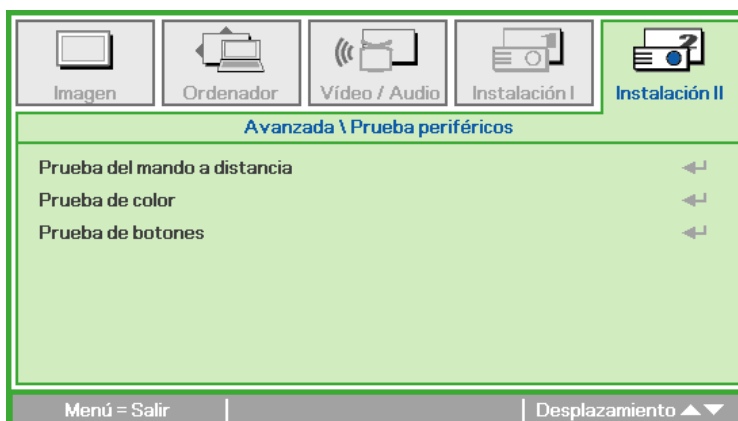 Imagen Ordenador Vídeo / Audio Instalación I Instalación II
Avanzada \ Prueba periféricos
Prueba del mando a distancia
Prueba de color
Prueba de botones
Menú = Salir Desplazamiento ▲▼